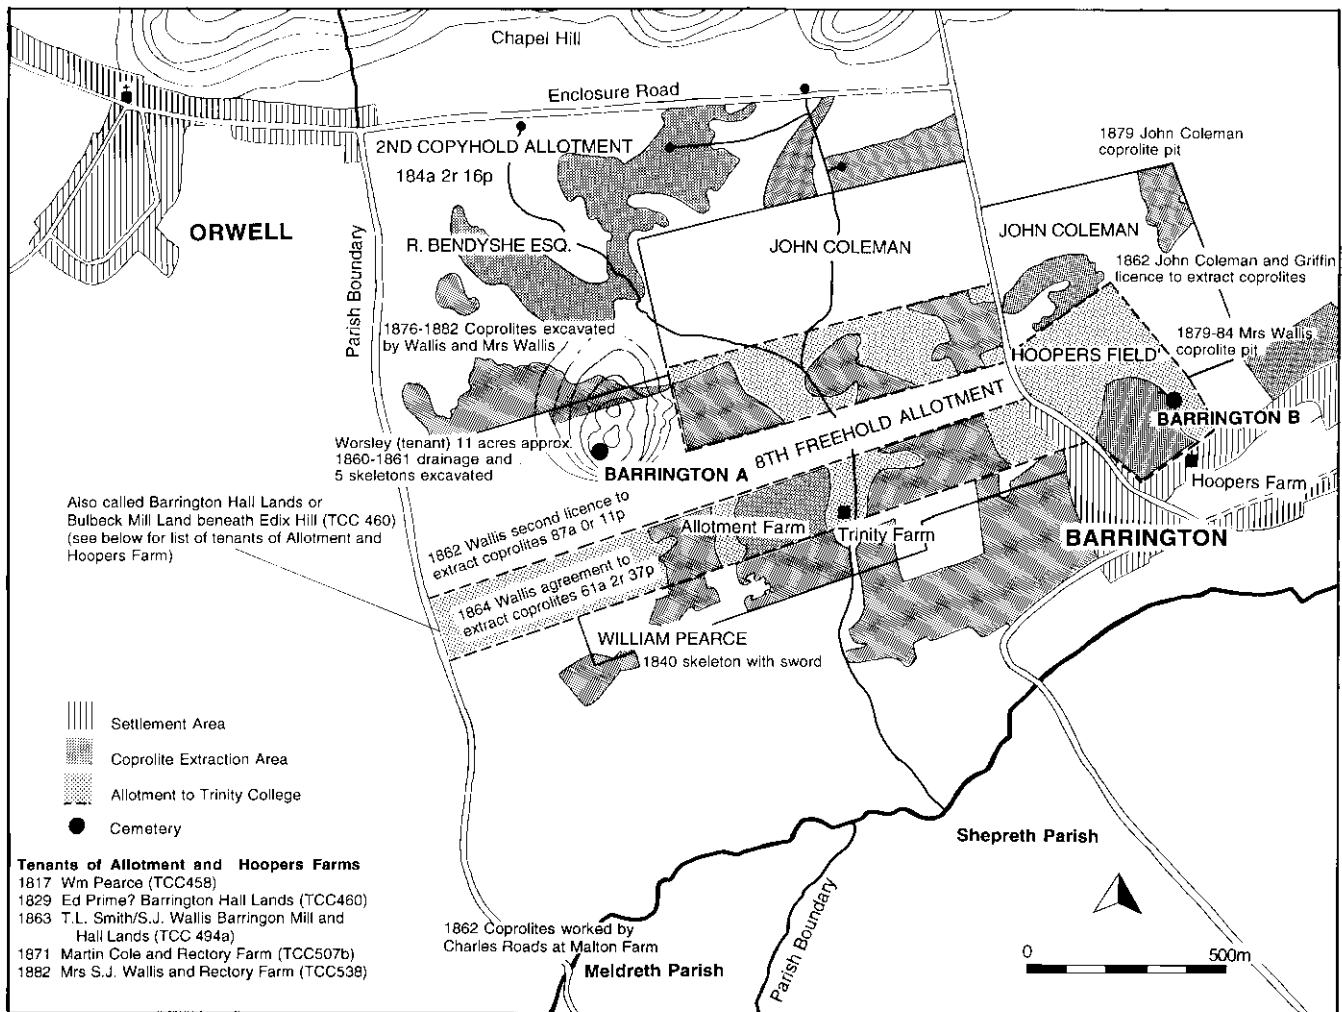 Chapel Hill
Enclosure Road
2ND COPYHOLD ALLOTMENT
184a 2r 16p
1879 John Coleman
coprolite pit
ORWELL
Parish Boundary
R. BENDYSHE ESQ.
JOHN COLEMAN
JOHN COLEMAN
1862 John Coleman and Griffin
licence to extract coprolites
1876-1882 Coprolites excavated
by Wallis and Mrs Wallis
1879-84 Mrs Wallis
coprolite pit
HOOPERS FIELD
8TH FREEHOLD ALLOTMENT
BARRINGTON B
Worsley (tenant) 11 acres approx.
1860-1861 drainage and
5 skeletons excavated
BARRINGTON A
Hoopers Farm
Also called Barrington Hall Lands or
Bulbeck Mill Land beneath Edix Hill (TCC 460)
(see below for list of tenants of Allotment and
Hoopers Farm)
1862 Wallis second licence to
extract coprolites 87a 0r 11p
Allotment Farm
Trinity Farm
BARRINGTON
1864 Wallis agreement to
extract coprolites 61a 2r 37p
WILLIAM PEARCE
1840 skeleton with sword
Settlement Area
Coprolite Extraction Area
Allotment to Trinity College
Cemetery
Tenants of Allotment and Hoopers Farms
1817 Wm Pearce (TCC458)
1829 Ed Prime? Barrington Hall Lands (TCC460)
1863 T.L. Smith/S.J. Wallis Barringon Mill and
Hall Lands (TCC 494a)
1871 Martin Cole and Rectory Farm (TCC507b)
1882 Mrs S.J. Wallis and Rectory Farm (TCC538)
1862 Coprolites worked by
Charles Roads at Malton Farm
Meldreth Parish
Parish Boundary
Shepreth Parish
0 500m